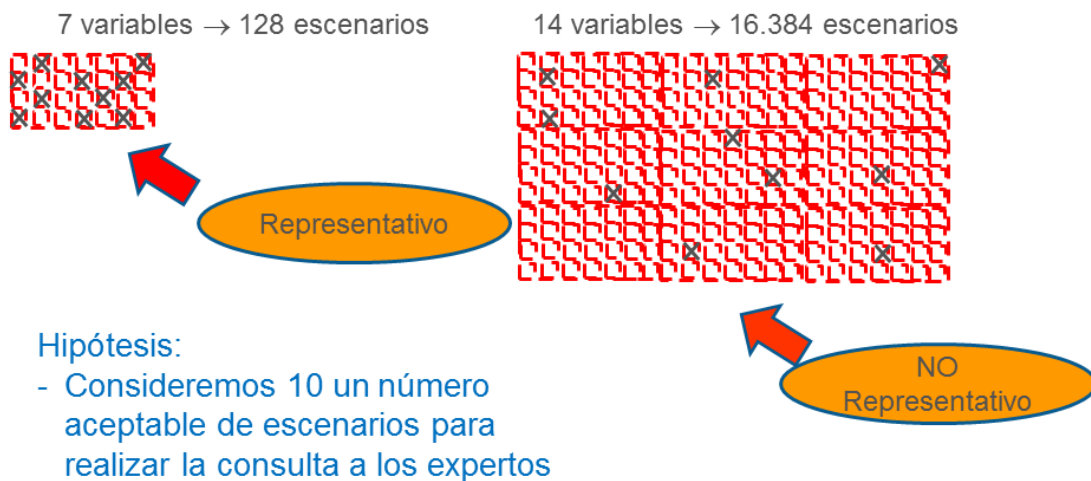 7 variables → 128 escenarios
14 variables → 16.384 escenarios
Representativo
NO
Representativo
Hipótesis:
- Consideremos 10 un número
aceptable de escenarios para
realizar la consulta a los expertos